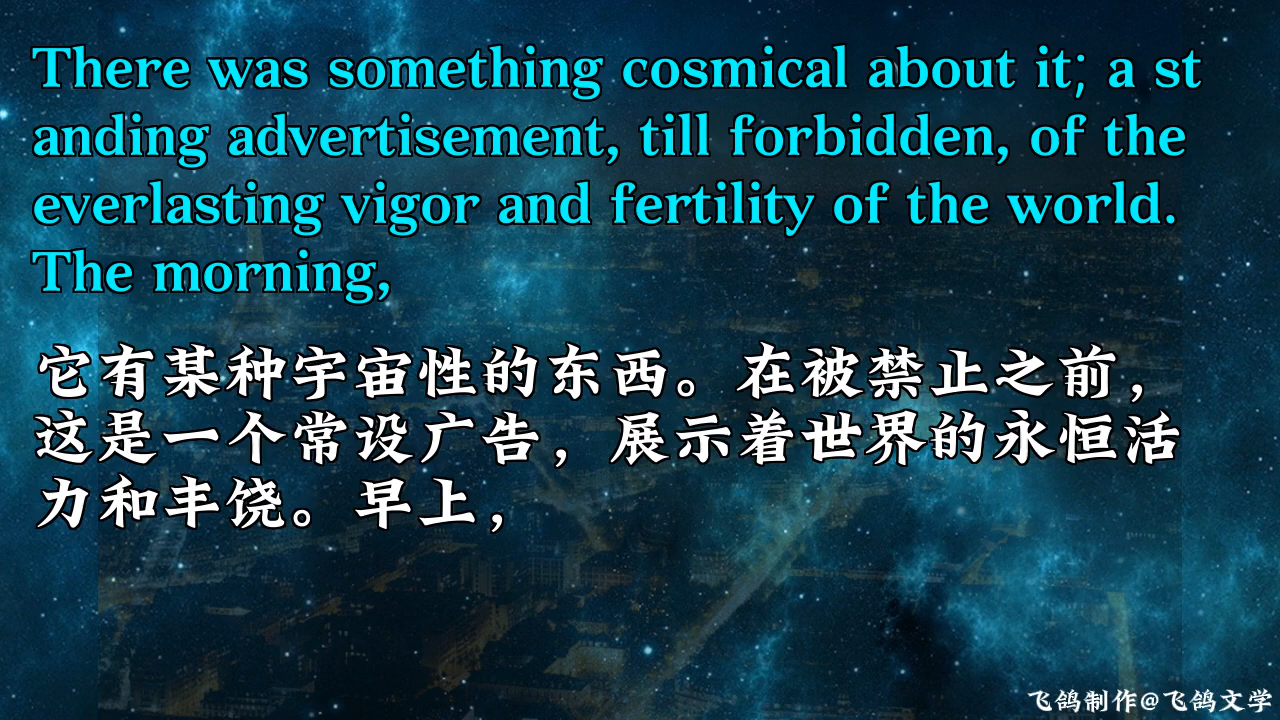 There was something cosmical about it; a st
anding advertisement, till forbidden, of the
everlasting vigor and fertility of the world.
The morning,
它有某种宇宙性的东西。在被禁止之前，
这是一个常设广告，展示着世界的永恒活
力和丰饶。早上，
飞鸽制作@飞鸽文学